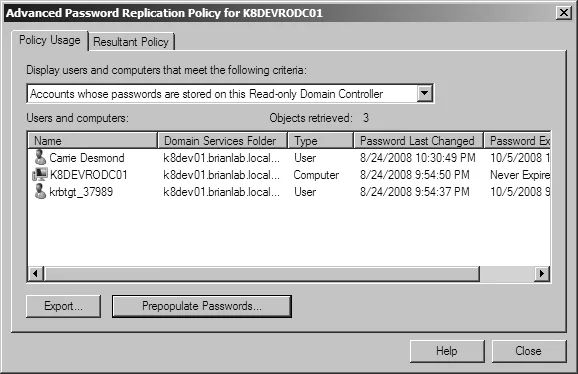 Advanced Password Replication Policy for K8DEVRODC01
Policy Usage Resultant Policy
Display users and computers that meet the following criteria:
Accounts whose passwords are stored on this Read-only Domain Controller
Users and computers: Objects retrieved: 3
Name Domain Services Folder Type Password Last Changed Password Ex
Carrie Desmond k8dev01.brianlab.local... User 8/24/2008 10:30:49 PM 10/5/2008 1
K8DEVRODC01 k8dev01.brianlab.local... Computer 8/24/2008 9:54:50 PM Never Expire
krbtgt_37989 k8dev01.brianlab.local... User 8/24/2008 9:54:37 PM 10/5/2008 9
Export... Prepopulate Passwords...
Help Close